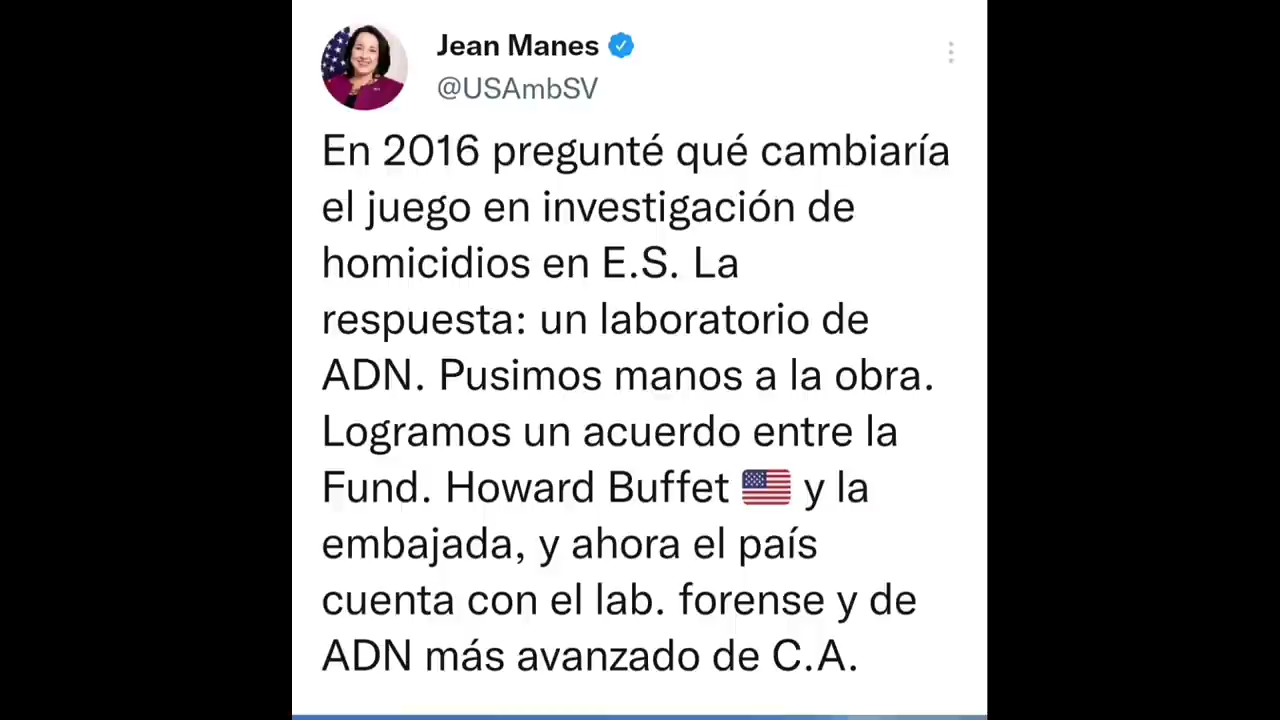 Jean Manes
@USAmbSV
En 2016 pregunté qué cambiaría
el juego en investigación de
homicidios en E.S. La
respuesta: un laboratorio de
ADN. Pusimos manos a la obra.
Logramos un acuerdo entre la
Fund. Howard Buffet 🇺🇸 y la
embajada, y ahora el país
cuenta con el lab. forense y de
ADN más avanzado de C.A.